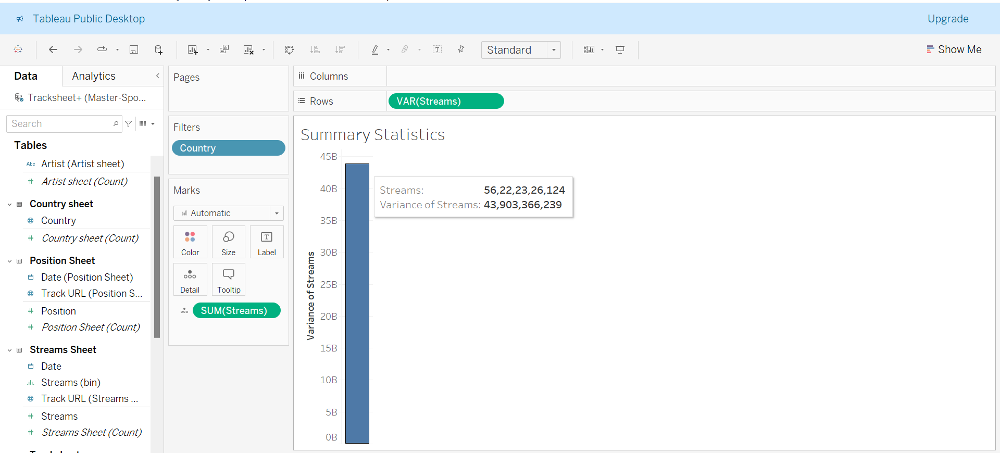 Tableau Public Desktop
Upgrade
Standard
Show Me
Data
Analytics
Tracksheet+ (Master-Spo...
Search
Tables
Abc Artist (Artist sheet)
# Artist sheet (Count)
Country sheet
Country
# Country sheet (Count)
Position Sheet
Date (Position Sheet)
Track URL (Position S...
# Position
# Position Sheet (Count)
Streams Sheet
Date
Streams (bin)
Track URL (Streams ...
# Streams
# Streams Sheet (Count)
Pages
Filters
Country
Marks
Automatic
Color
Size
T
Label
Detail
Tooltip
SUM(Streams)
Columns
Rows
VAR(Streams)
Summary Statistics
Variance of Streams
45B
40B
35B
30B
25B
20B
15B
10B
5B
0B
Streams: 56,22,23,26,124
Variance of Streams: 43,903,366,239